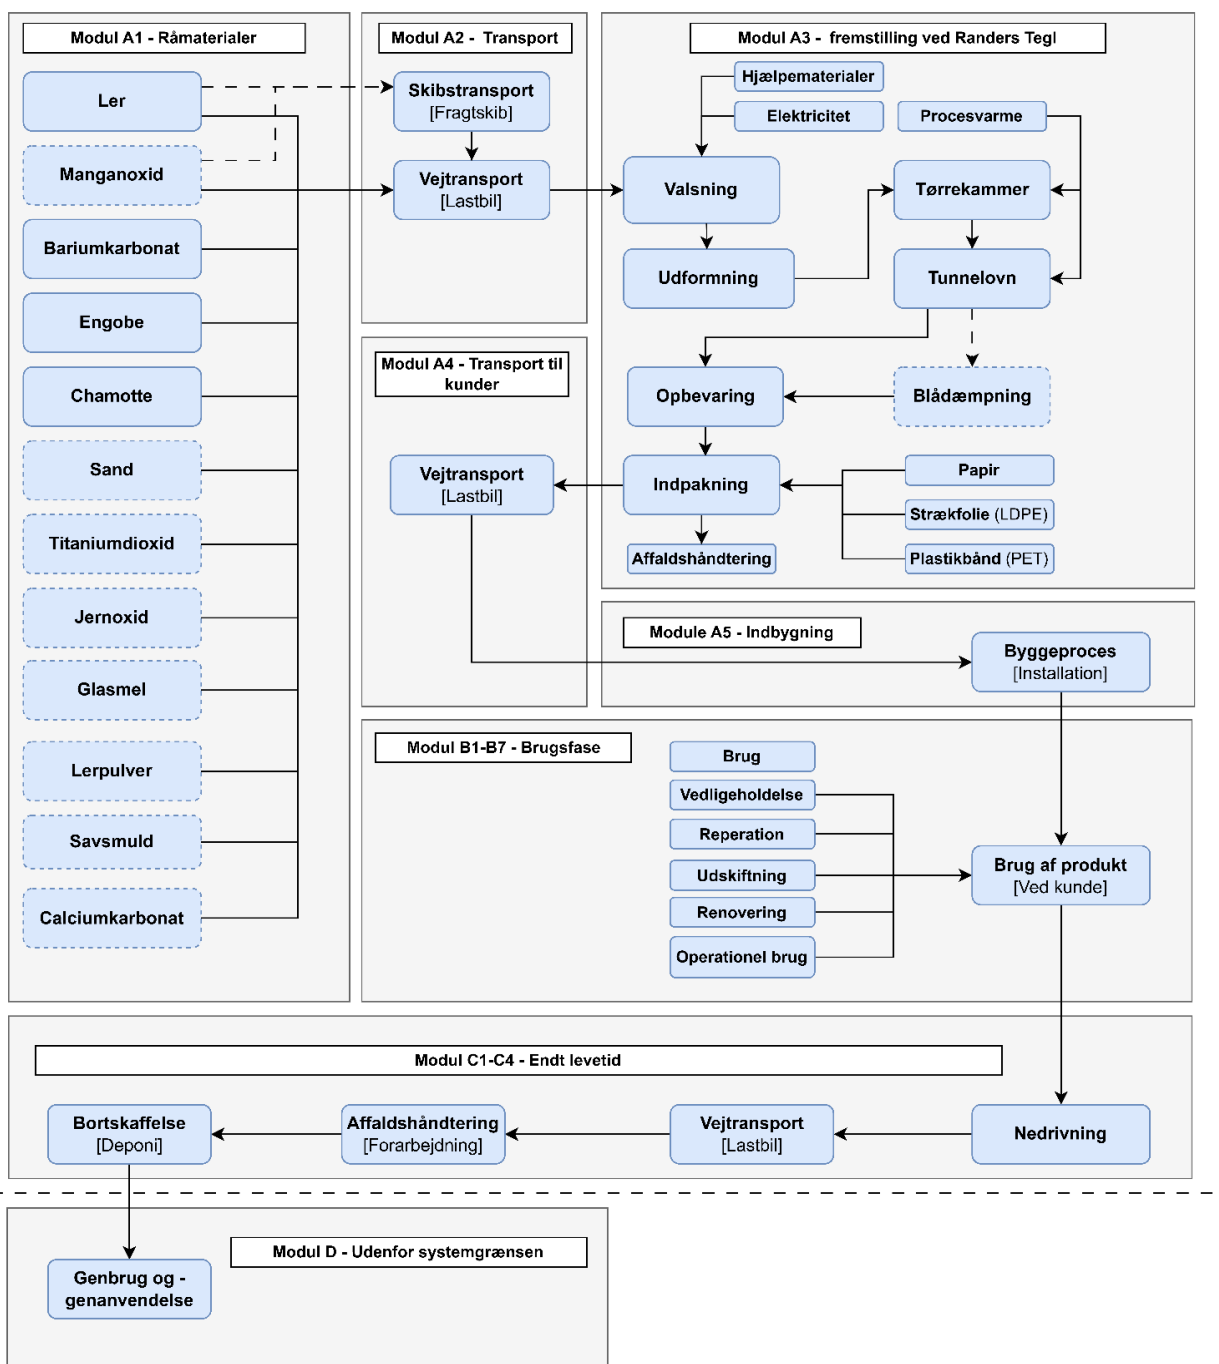 Modul A1 - Råmaterialer
Ler
Manganoxid
Bariumkarbonat
Engobe
Chamotte
Sand
Titaniumdioxid
Jernoxid
Glasmel
Lerpulver
Savsmuld
Calciumkarbonat
Modul A2 - Transport
Skibstransport
[Fragtskib]
Vejtransport
[Lastbil]
Modul A3 - fremstilling ved Randers Tegl
Hjælpematerialer
Elektricitet
Procesvarme
Valsning
Tørrekammer
Udformning
Tunnelovn
Opbevaring
Blådæmpning
Indpakning
Papir
Strækfolie (LDPE)
Plastikbånd (PET)
Affaldshåndtering
Modul A4 - Transport til
kunder
Vejtransport
[Lastbil]
Module A5 - Indbygning
Byggeproces
[Installation]
Modul B1-B7 - Brugsfase
Brug
Vedligeholdelse
Reperation
Udskiftning
Renovering
Operationel brug
Brug af produkt
[Ved kunde]
Modul C1-C4 - Endt levetid
Bortskaffelse
[Deponi]
Affaldshåndtering
[Forarbejdning]
Vejtransport
[Lastbil]
Nedrivning
Modul D - Udenfor systemgrænsen
Genbrug og -
genanvendelse